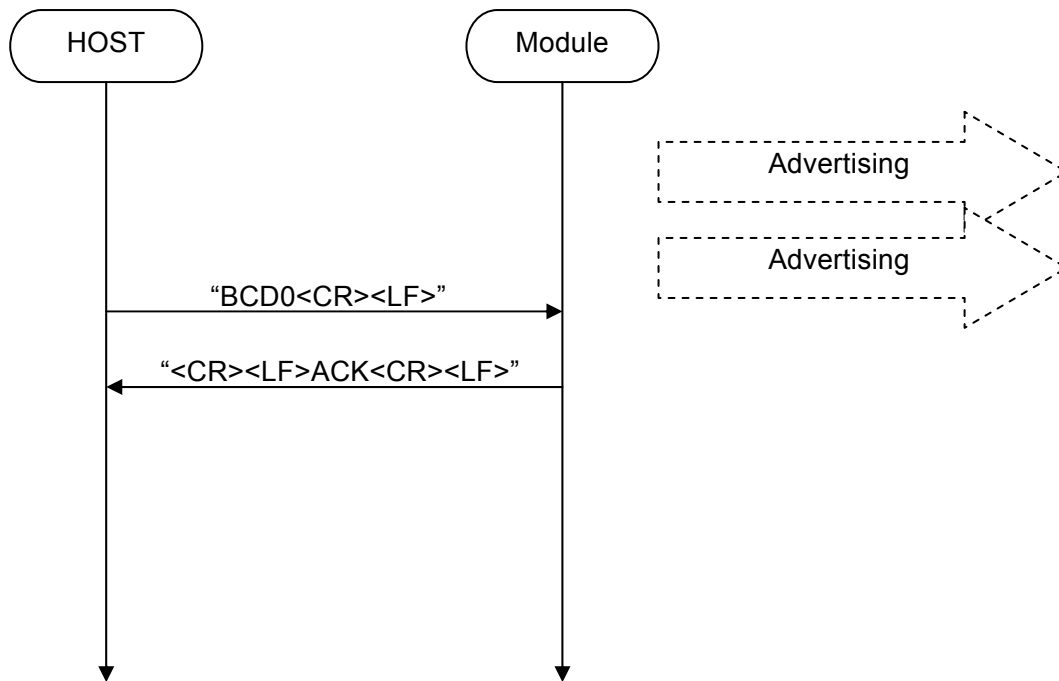 HOST
Module
Advertising
Advertising
“BCD0<CR><LF>”
“<CR><LF>ACK<CR><LF>”